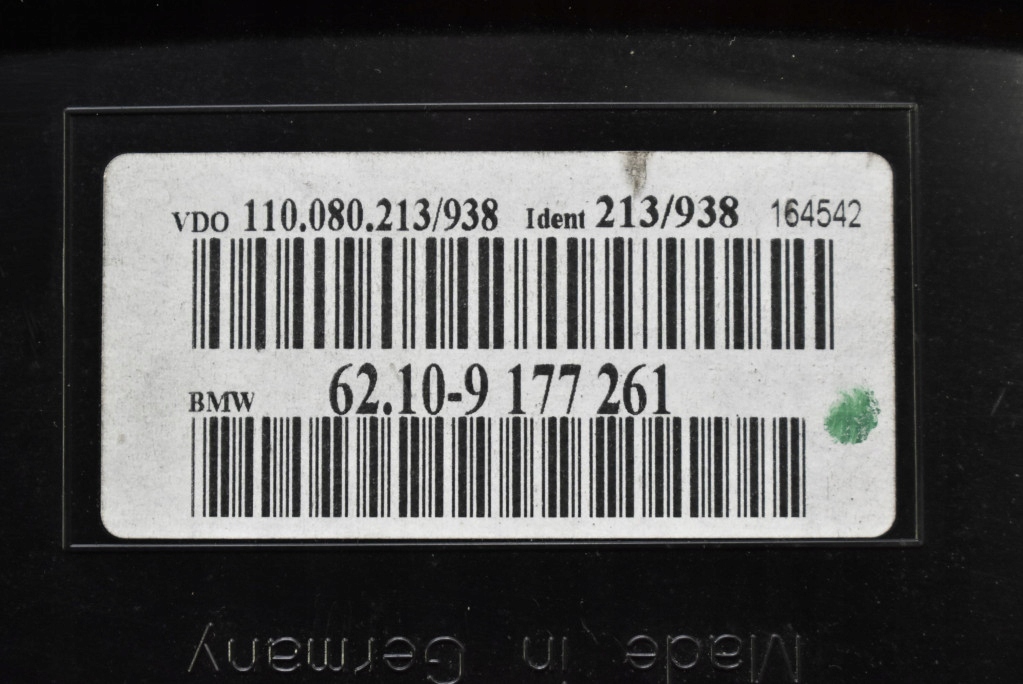 VDO 110.080.213/938 Ident 213/938 164542
BMW 62.10-9 177 261
Made in Germany